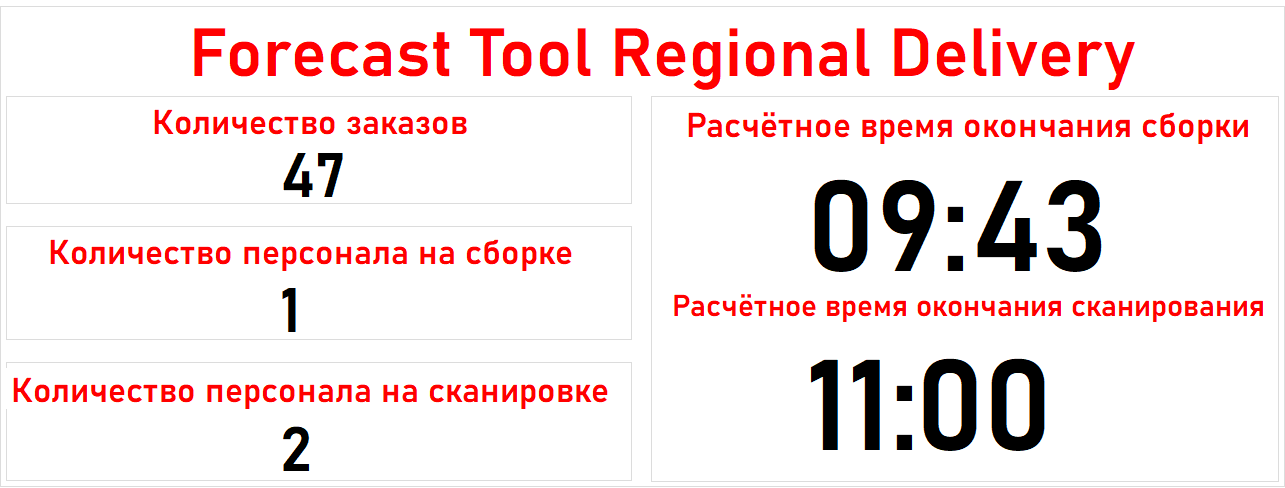 Forecast Tool Regional Delivery
Количество заказов
47
Количество персонала на сборке
1
Количество персонала на сканировке
2
Расчётное время окончания сборки
09:43
Расчётное время окончания сканирования
11:00